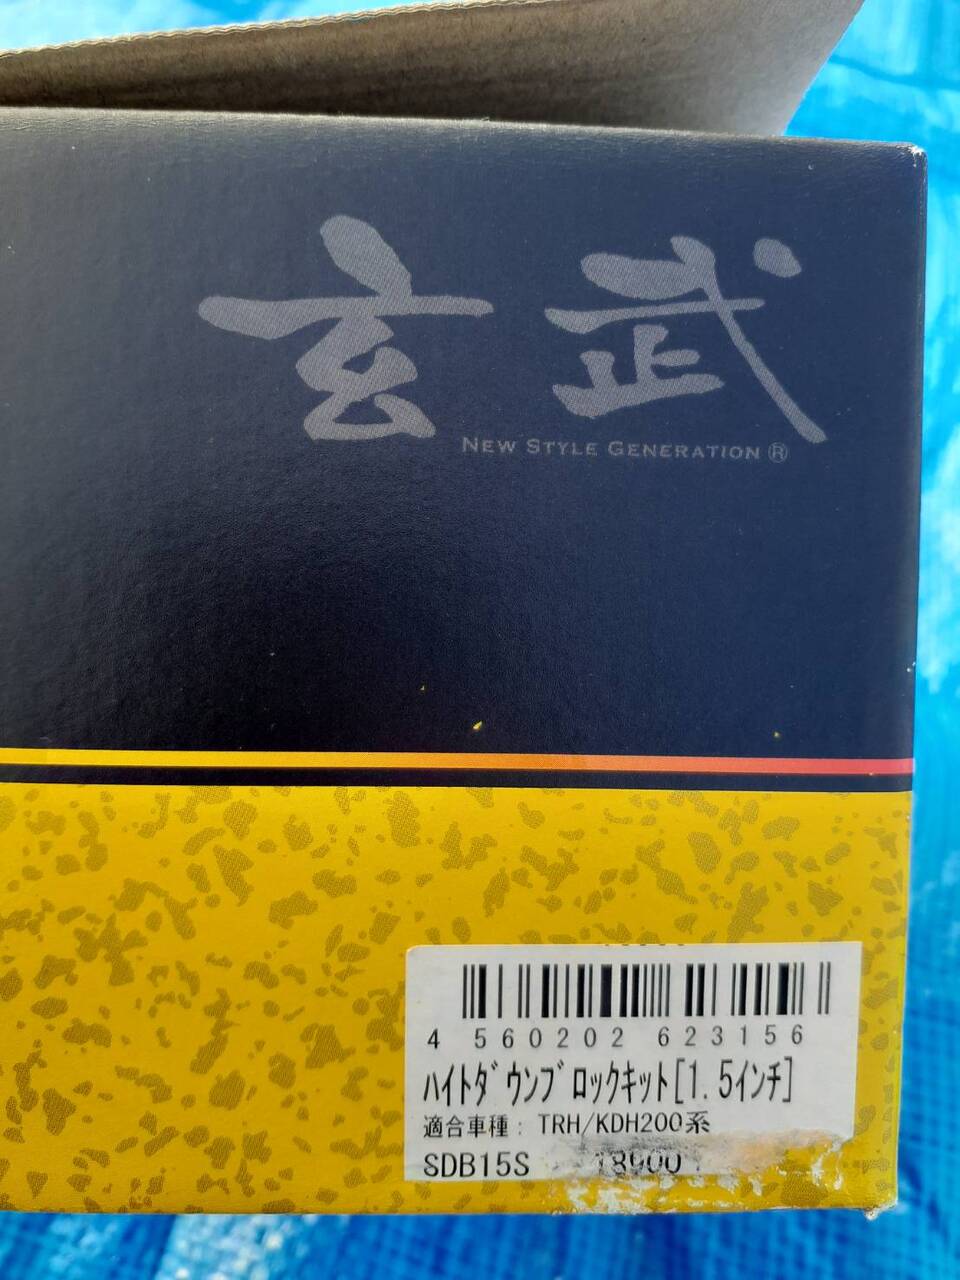 玄武
NEW STYLE GENERATION®
4 560202 623156
ハイトダウンブロックキット[1.5インチ]
適合車種: TRH/KDH200系
SDB15S 18900